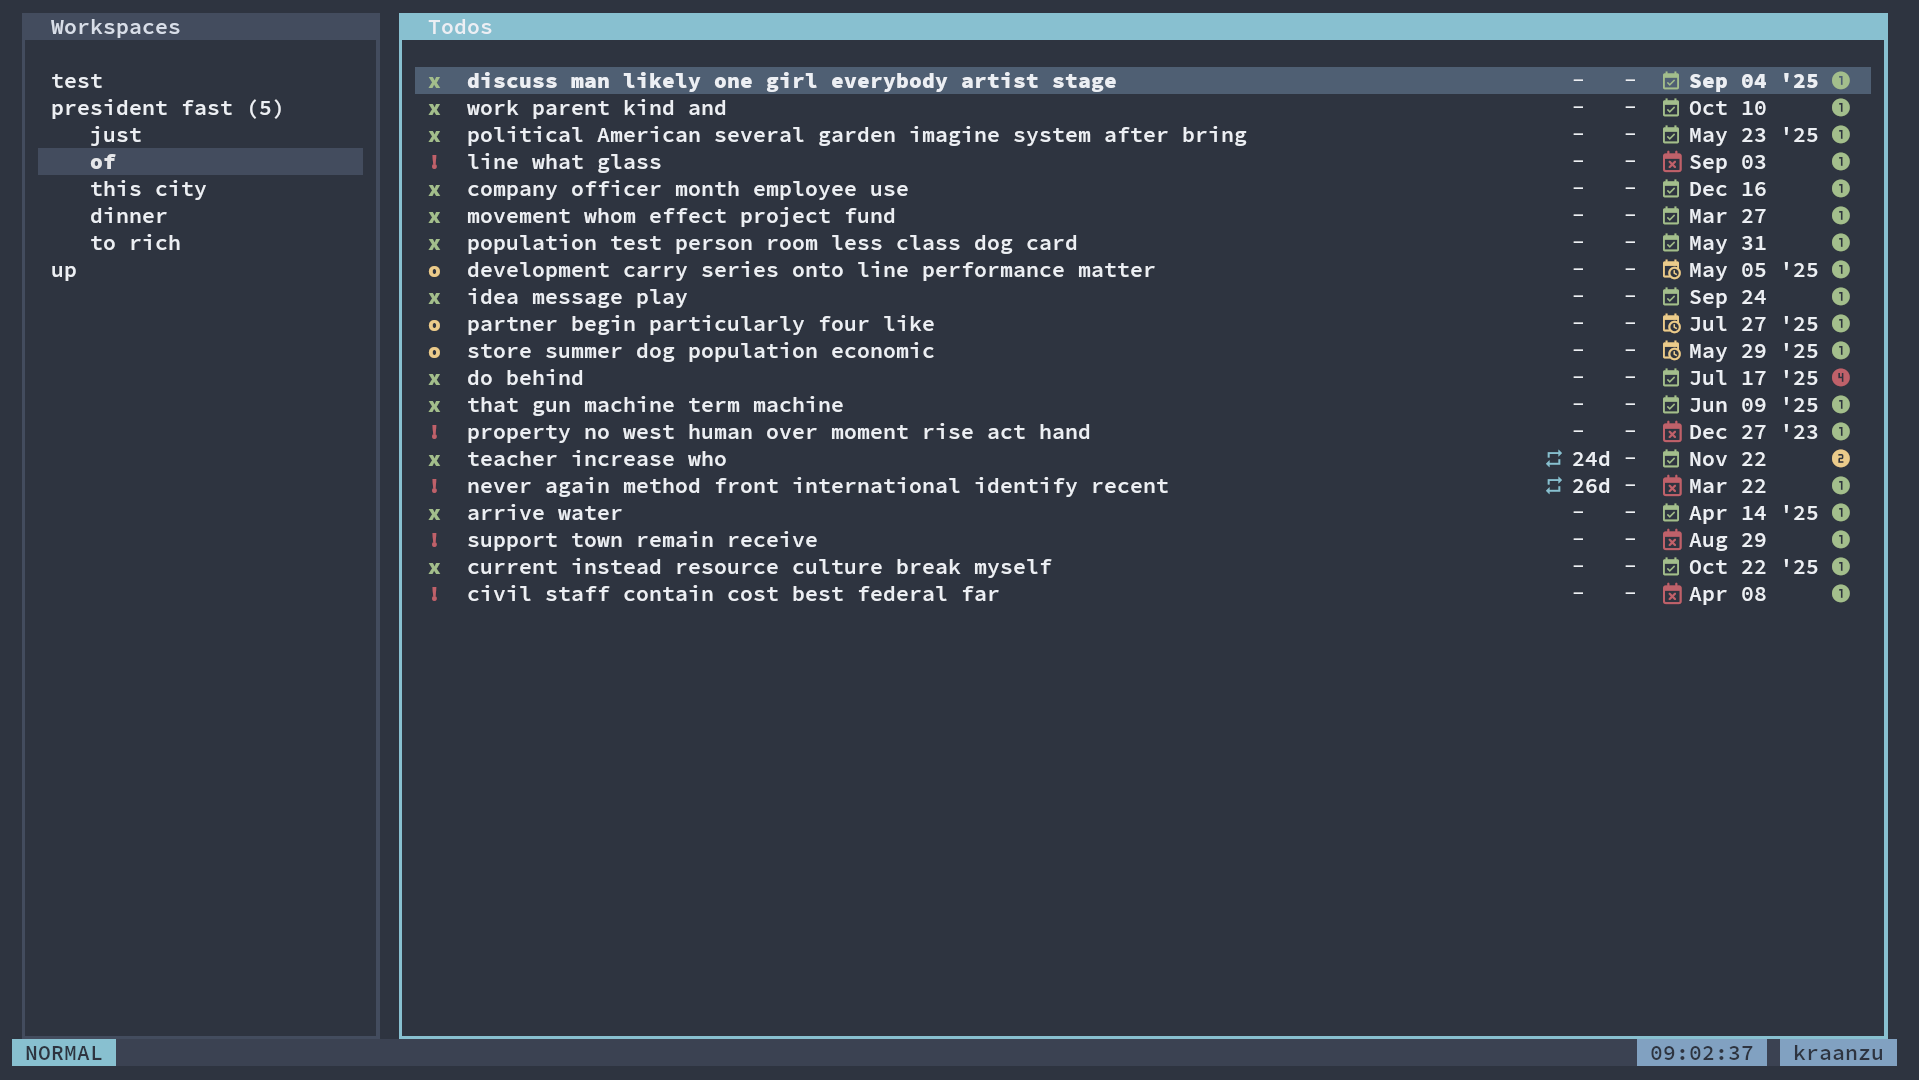 Workspaces
test
president fast (5)
just
of
this city
dinner
to rich
up
Todos
x discuss man likely one girl everybody artist stage - - Sep 04 '25 1
x work parent kind and - - Oct 10 1
x political American several garden imagine system after bring - - May 23 '25 1
! line what glass - - Sep 03 1
x company officer month employee use - - Dec 16 1
x movement whom effect project fund - - Mar 27 1
x population test person room less class dog card - - May 31 1
o development carry series onto line performance matter - - May 05 '25 1
x idea message play - - Sep 24 1
o partner begin particularly four like - - Jul 27 '25 1
o store summer dog population economic - - May 29 '25 1
x do behind - - Jul 17 '25 4
x that gun machine term machine - - Jun 09 '25 1
! property no west human over moment rise act hand - - Dec 27 '23 1
x teacher increase who 24d - Nov 22 2
! never again method front international identify recent 26d - Mar 22 1
x arrive water - - Apr 14 '25 1
! support town remain receive - - Aug 29 1
x current instead resource culture break myself - - Oct 22 '25 1
! civil staff contain cost best federal far - - Apr 08 1
NORMAL 09:02:37 kraanzu